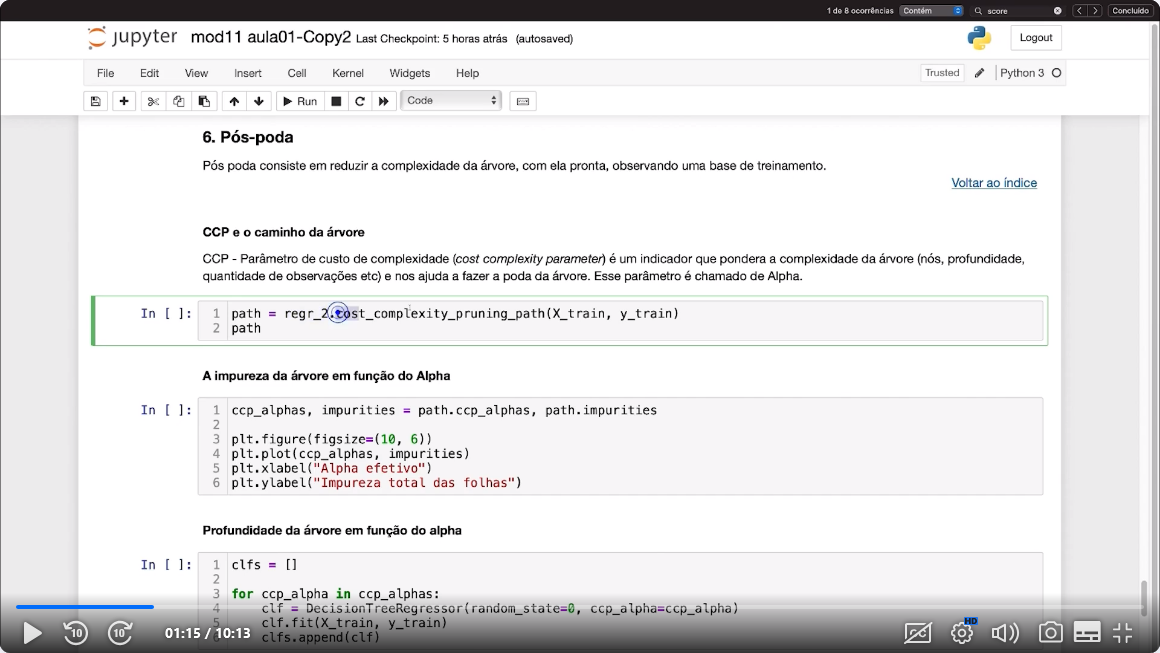 1 de 8 ocorrências Contém score Concluído
jupyter mod11 aula01-Copy2 Last Checkpoint: 5 horas atrás (autosaved) Logout
File Edit View Insert Cell Kernel Widgets Help Trusted Python 3
Run Code
6. Pós-poda
Pós poda consiste em reduzir a complexidade da árvore, com ela pronta, observando uma base de treinamento.
Voltar ao índice
CCP e o caminho da árvore
CCP - Parâmetro de custo de complexidade (cost complexity parameter) é um indicador que pondera a complexidade da árvore (nós, profundidade,
quantidade de observações etc) e nos ajuda a fazer a poda da árvore. Esse parâmetro é chamado de Alpha.
In [ ]: 1 path = regr_2.cost_complexity_pruning_path(X_train, y_train)
2 path
A impureza da árvore em função do Alpha
In [ ]: 1 ccp_alphas, impurities = path.ccp_alphas, path.impurities
2
3 plt.figure(figsize=(10, 6))
4 plt.plot(ccp_alphas, impurities)
5 plt.xlabel("Alpha efetivo")
6 plt.ylabel("Impureza total das folhas")
Profundidade da árvore em função do alpha
In [ ]: 1 clfs = []
2
3 for ccp_alpha in ccp_alphas:
4 clf = DecisionTreeRegressor(random_state=0, ccp_alpha=ccp_alpha)
5 clf.fit(X_train, y_train)
6 clfs.append(clf)
10 10 01:15 / 10:13 CC HD